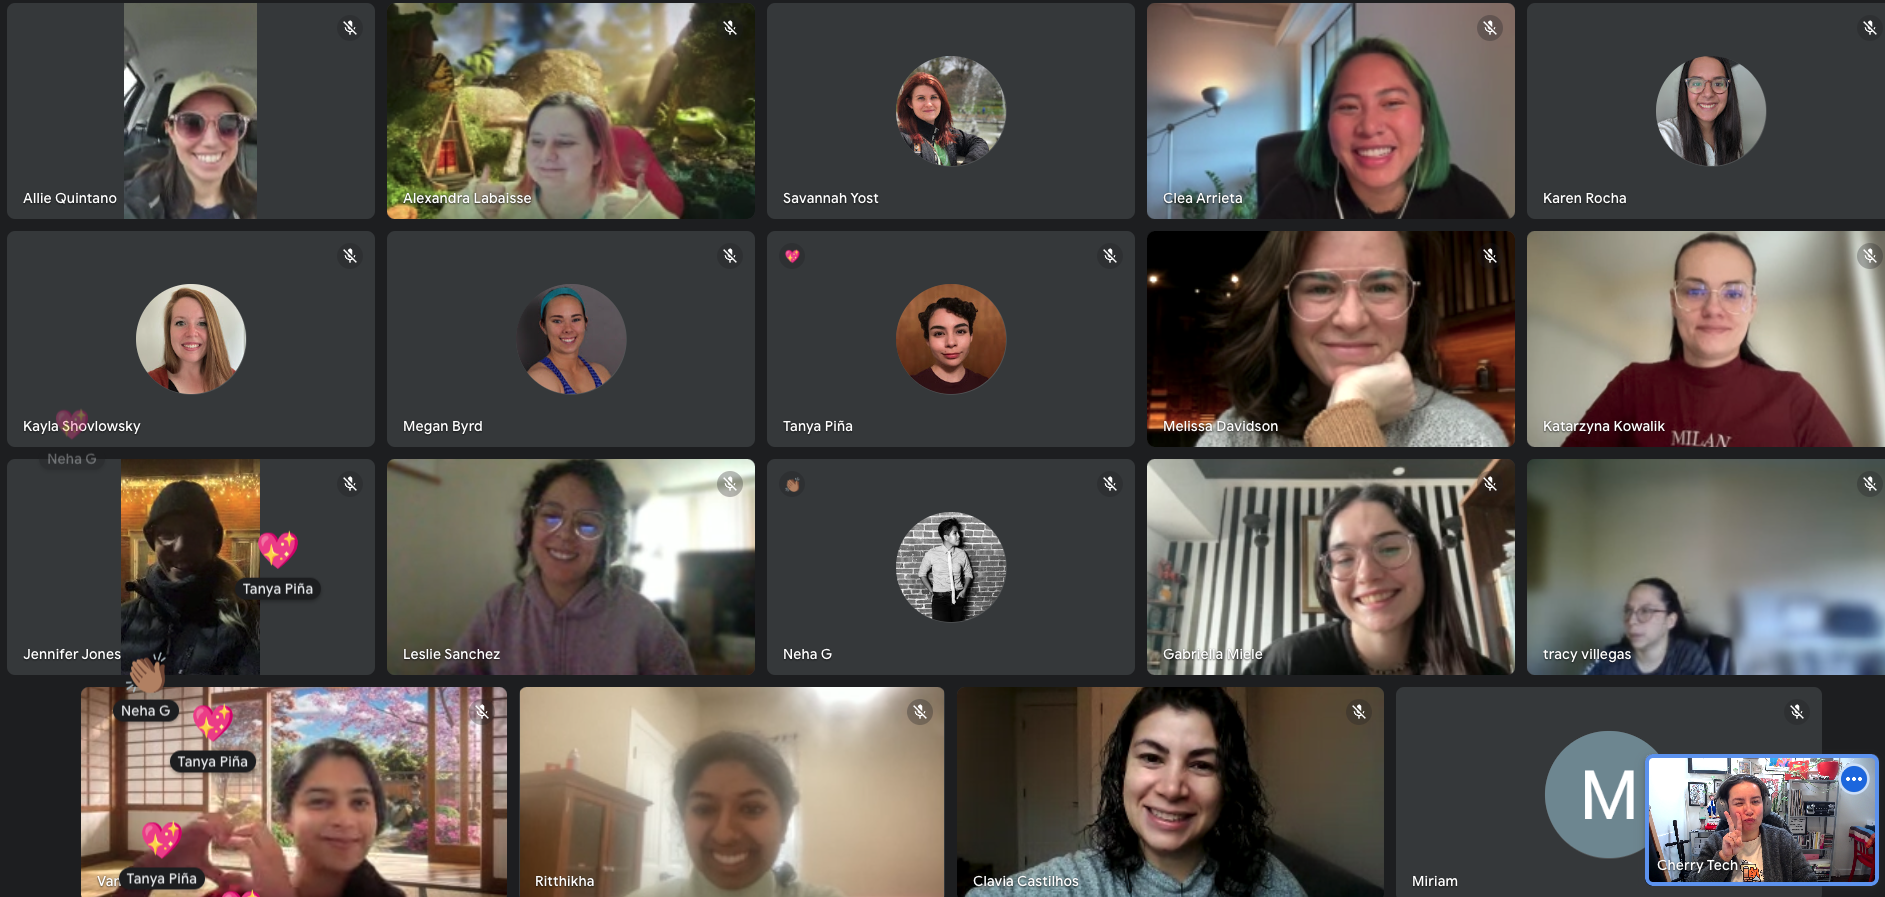 Allie Quintano
Alexandra Labaisse
Savannah Yost
Clea Arrieta
Karen Rocha
Kayla Shovlowsky
Megan Byrd
Tanya Piña
Melissa Davidson
Katarzyna Kowalik
MILAN
Neha G
Tanya Piña
Jennifer Jones
Leslie Sanchez
Neha G
Gabriella Miele
tracy villegas
Neha G
Tanya Piña
Tanya Piña
Ritthikha
Clavia Castilhos
M
Miriam
Cherry Tech